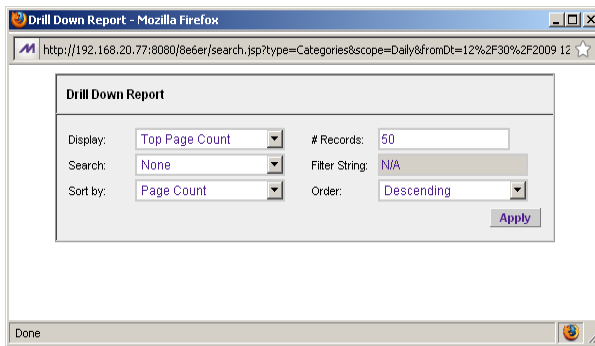 Drill Down Report - Mozilla Firefox
http://192.168.20.77:8080/8e6er/search.jsp?type=Categories&scope=Daily&fromDt=12%2F30%2F2009 12
Drill Down Report
Display: Top Page Count # Records: 50
Search: None Filter String: N/A
Sort by: Page Count Order: Descending
Apply
Done